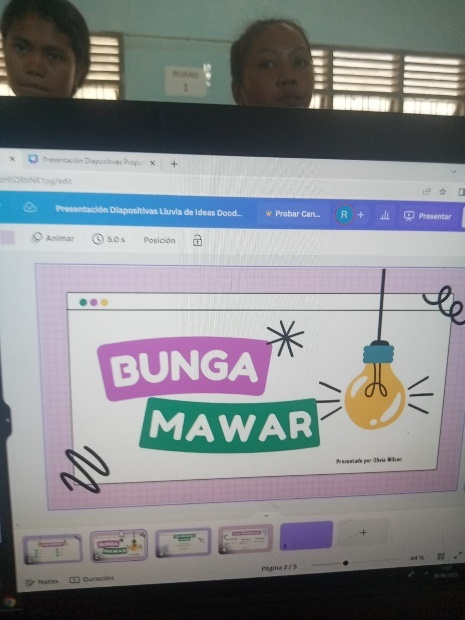 Presentación Diapositivas Propu
Presentación Diapositivas Lluvia de Ideas Dood...
Probar Can...
R
Presentar
Animar
5.0 s
Posición
BUNGA
MAWAR
Presentado por Olivia Wilson
Notas
Duración
Página 2 / 5
44 %